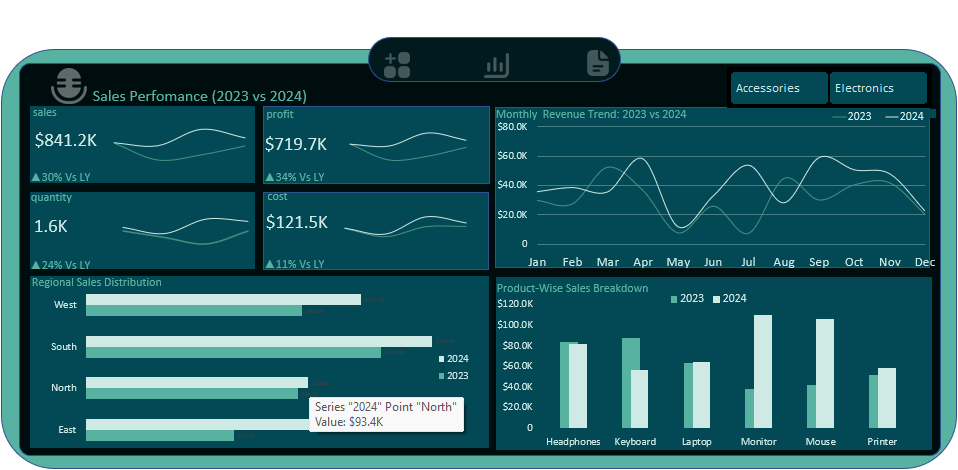 Sales Perfomance (2023 vs 2024)
Accessories
Electronics
sales
$841.2K
▲30% Vs LY
profit
$719.7K
▲34% Vs LY
quantity
1.6K
▲24% Vs LY
cost
$121.5K
▲11% Vs LY
Monthly Revenue Trend: 2023 vs 2024
2023 2024
$80.0K
$60.0K
$40.0K
$20.0K
0
Jan Feb Mar Apr May Jun Jul Aug Sep Oct Nov Dec
Regional Sales Distribution
West
South
North
East
2024
2023
Series "2024" Point "North"
Value: $93.4K
Product-Wise Sales Breakdown
2023 2024
$120.0K
$100.0K
$80.0K
$60.0K
$40.0K
$20.0K
0
Headphones Keyboard Laptop Monitor Mouse Printer